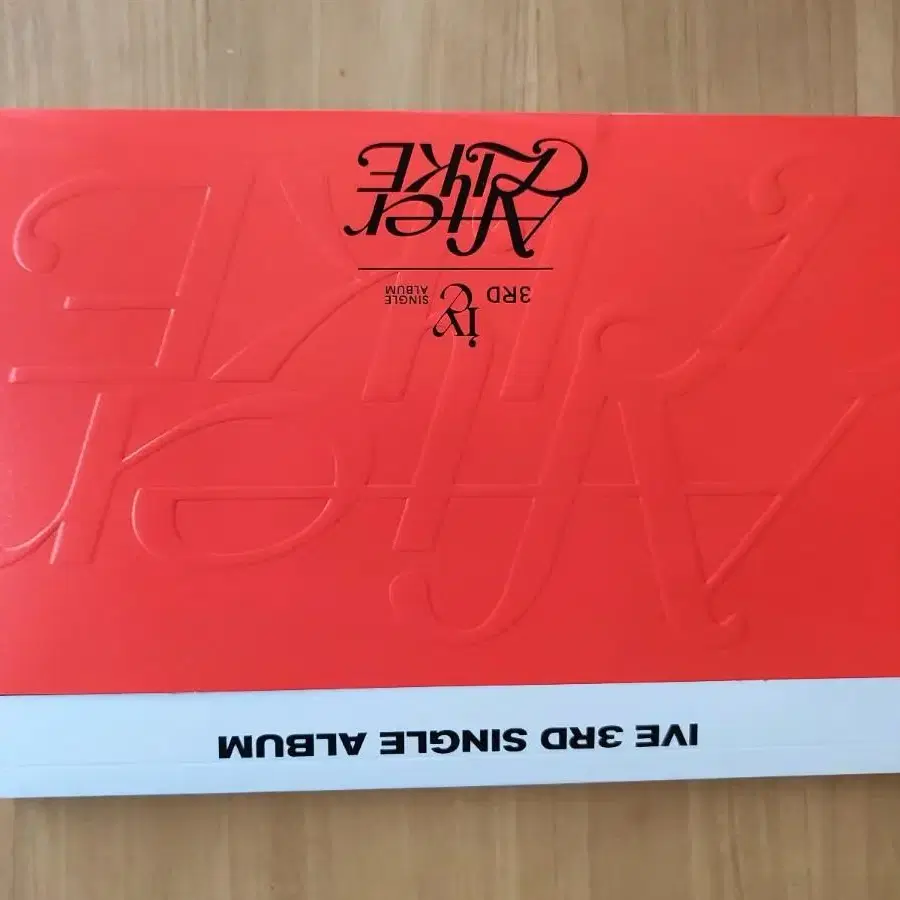 IVE 3RD SINGLE ALBUM
IVE
3RD SINGLE ALBUM
After
LIKE
After
LIKE